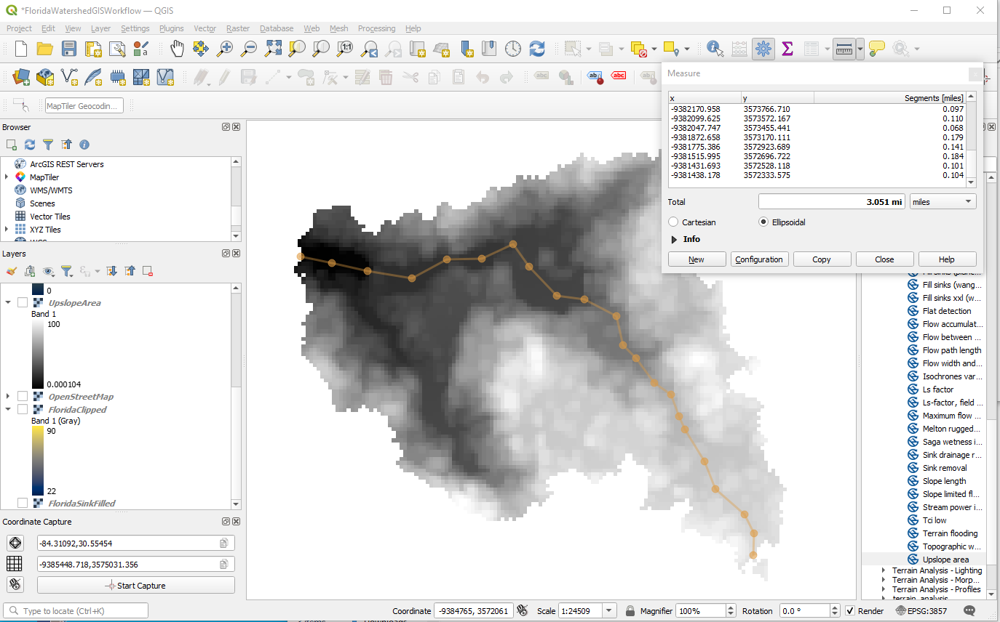 *FloridaWatershedGISWorkflow — QGIS
Project Edit View Layer Settings Plugins Vector Raster Database Web Mesh Processing Help
1:1
abc ab abc ab
MapTiler Geocodin...
Browser
ArcGIS REST Servers
MapTiler
WMS/WMTS
Scenes
Vector Tiles
XYZ Tiles
Layers
0
UpslopeArea
Band 1
100
0.000104
OpenStreetMap
FloridaClipped
Band 1 (Gray)
90
22
FloridaSinkFilled
Coordinate Capture
-84.31092,30.55454
-9385448.718,3575031.356
Start Capture
Measure
x y Segments [miles]
-9382170.958 3573766.710 0.097
-9382099.625 3573572.167 0.110
-9382047.747 3573455.441 0.068
-9381872.658 3573170.111 0.179
-9381775.386 3572923.689 0.141
-9381515.995 3572696.722 0.184
-9381431.693 3572528.118 0.101
-9381438.178 3572333.575 0.104
Total 3.051 mi miles
Cartesian Ellipsoidal
Info
New Configuration Copy Close Help
Fill sinks (wang...
Fill sinks xxl (w...
Flat detection
Flow accumulat...
Flow between ...
Flow path length
Flow width and...
Isochrones var...
Ls factor
Ls-factor, field ...
Maximum flow ...
Melton rugged...
Saga wetness i...
Sink drainage r...
Sink removal
Slope length
Slope limited fl...
Stream power i...
Tci low
Terrain flooding
Topographic w...
Upslope area
Terrain Analysis - Lighting
Terrain Analysis - Morp...
Terrain Analysis - Profiles
Type to locate (Ctrl+K) Coordinate -9384765, 3572061 Scale 1:24509 Magnifier 100% Rotation 0.0 ° Render EPSG:3857